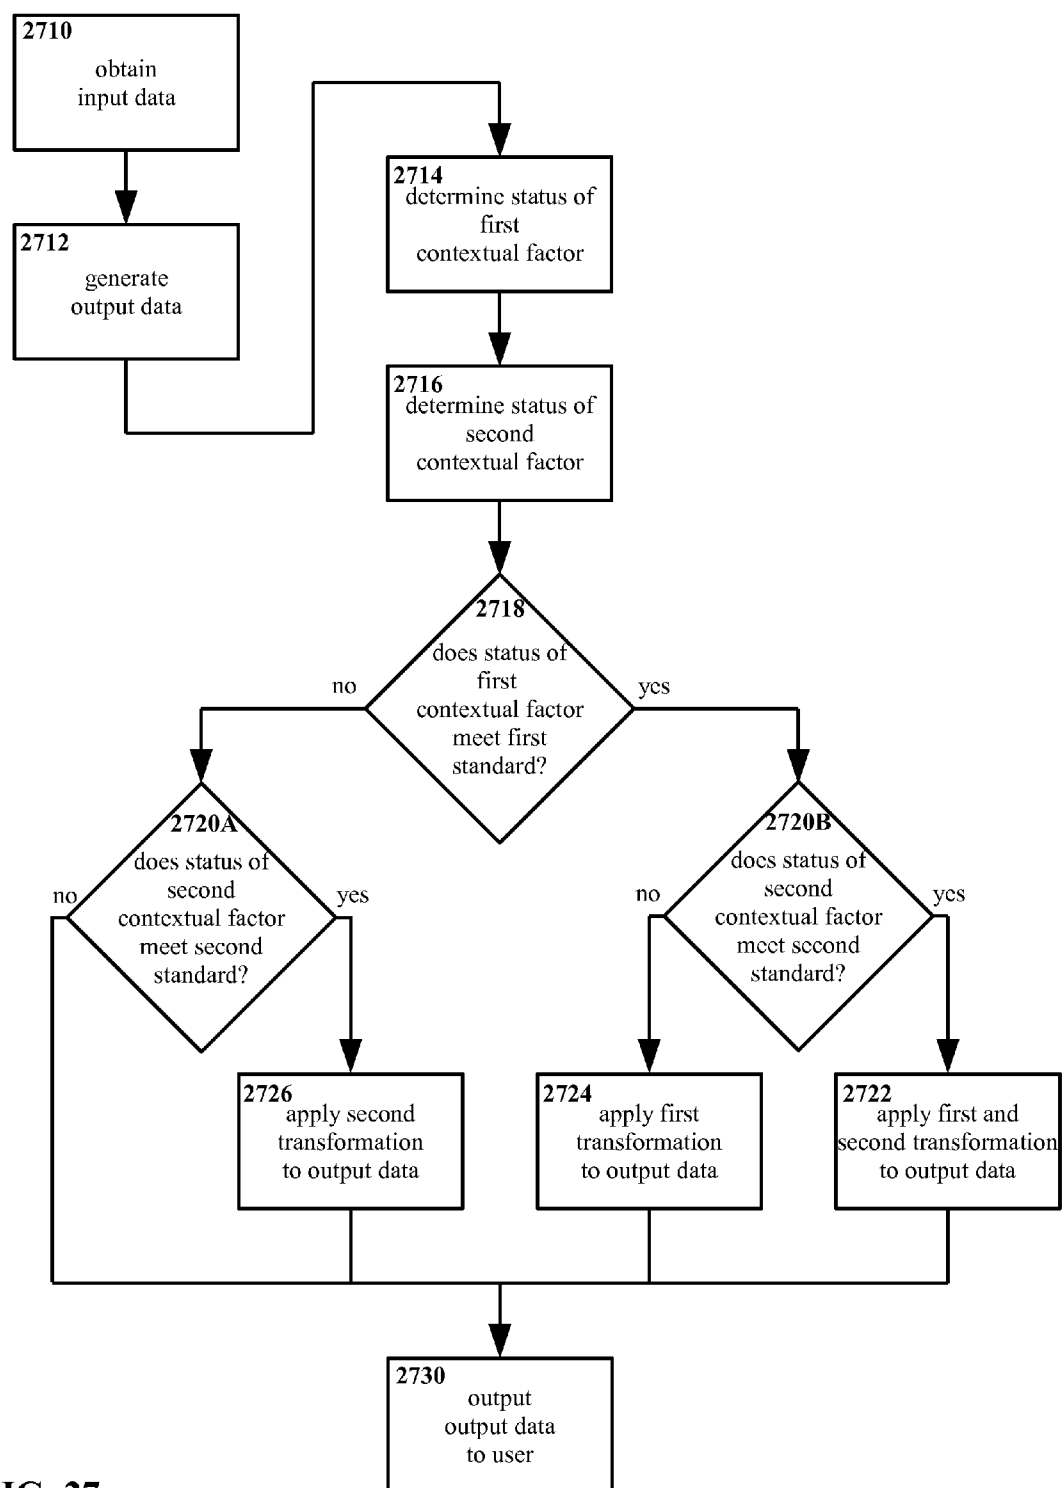 2710
obtain
input data
2712
generate
output data
2714
determine status of
first
contextual factor
2716
determine status of
second
contextual factor
2718
does status of
first
contextual factor
meet first
standard?
no
yes
2720A
does status of
second
contextual factor
meet second
standard?
no
yes
2720B
does status of
second
contextual factor
meet second
standard?
no
yes
2726
apply second
transformation
to output data
2724
apply first
transformation
to output data
2722
apply first and
second transformation
to output data
2730
output
output data
to user